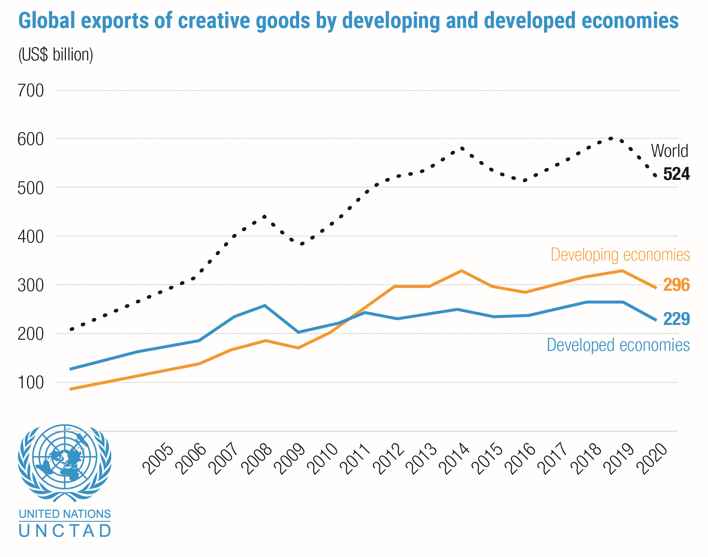 Global exports of creative goods by developing and developed economies
(US$ billion)
700
600
500
400
300
200
100
World
524
Developing economies
296
229
Developed economies
2005 2006 2007 2008 2009 2010 2011 2012 2013 2014 2015 2016 2017 2018 2019 2020
UNITED NATIONS
UNCTAD